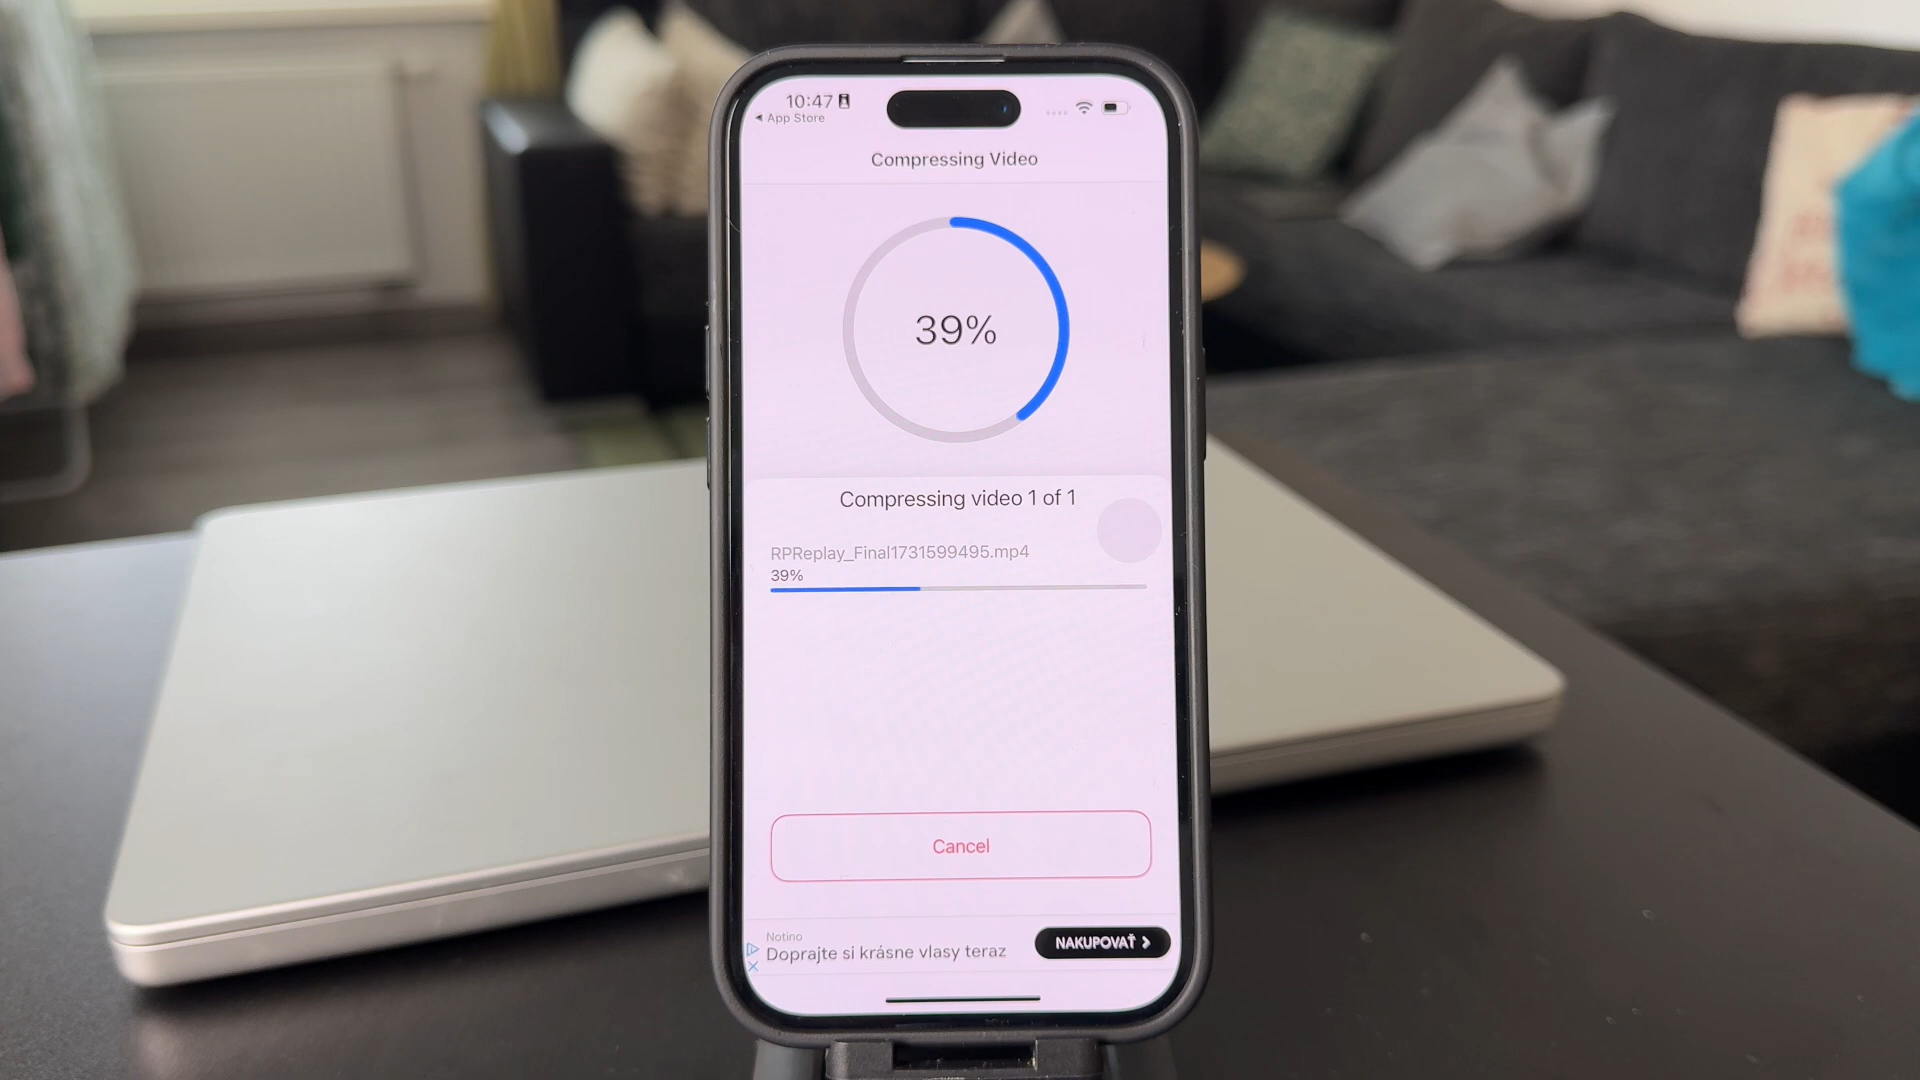 10:47
App Store
Compressing Video
39%
Compressing video 1 of 1
RPReplay_Final1731599495.mp4
39%
Cancel
Notino
Doprajte si krásne vlasy teraz
NAKUPOVAŤ